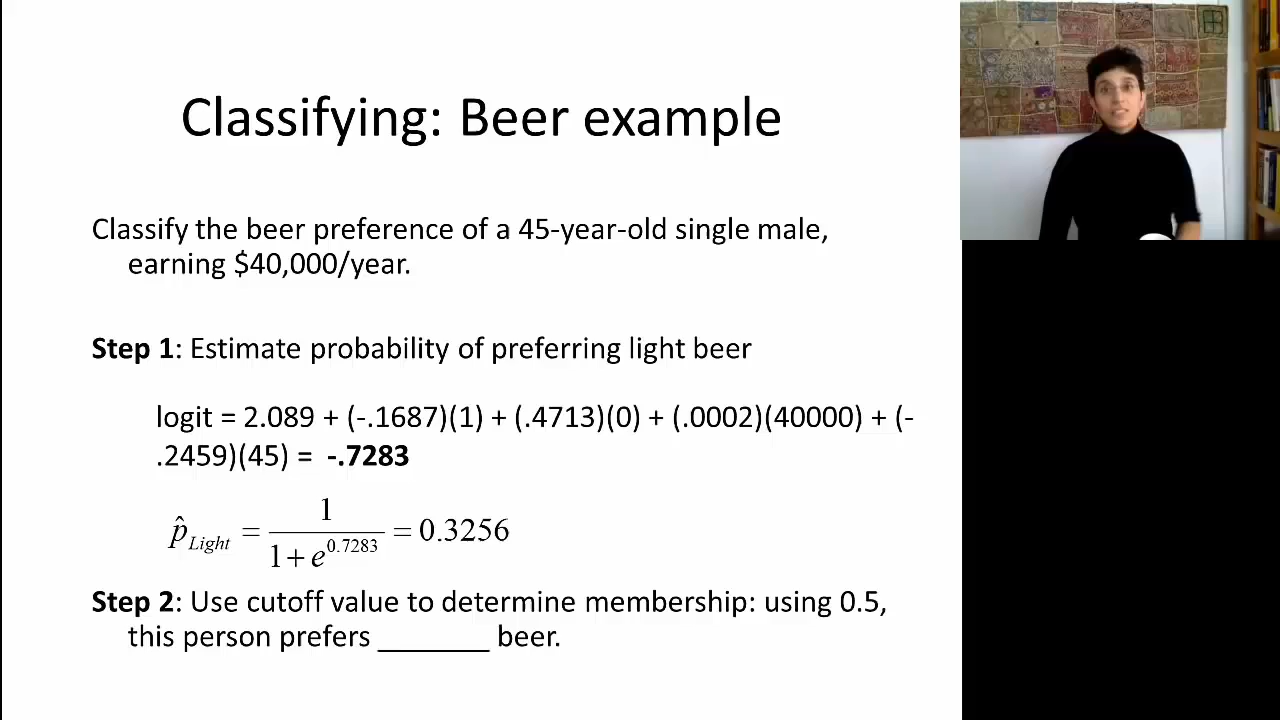 Classifying: Beer example
Classify the beer preference of a 45-year-old single male,
earning $40,000/year.
Step 1: Estimate probability of preferring light beer
logit = 2.089 + (-.1687)(1) + (.4713)(0) + (.0002)(40000) + (-
.2459)(45) = -.7283
p̂_Light = 1 / (1 + e^0.7283) = 0.3256
Step 2: Use cutoff value to determine membership: using 0.5,
this person prefers _______ beer.